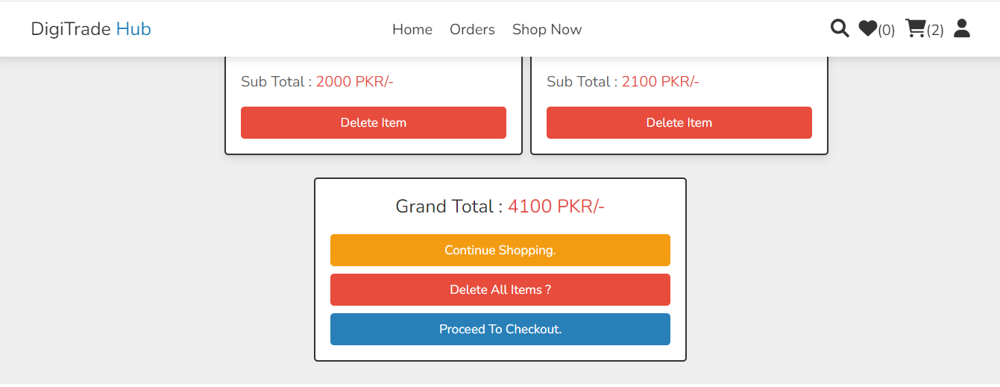 DigiTrade Hub
Home Orders Shop Now
(0) (2)
Sub Total : 2000 PKR/-
Delete Item
Sub Total : 2100 PKR/-
Delete Item
Grand Total : 4100 PKR/-
Continue Shopping.
Delete All Items ?
Proceed To Checkout.